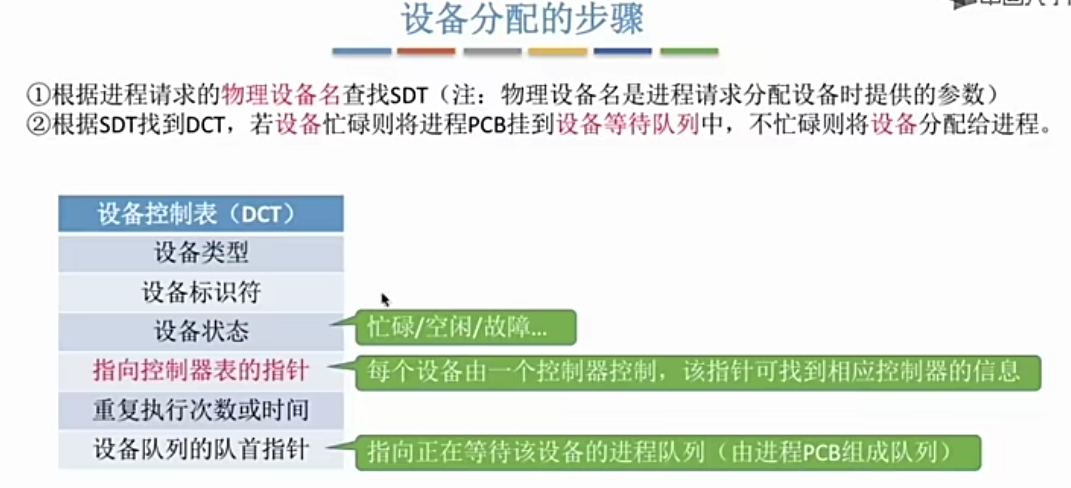 设备分配的步骤
①根据进程请求的物理设备名查找SDT（注：物理设备名是进程请求分配设备时提供的参数）
②根据SDT找到DCT，若设备忙碌则将进程PCB挂到设备等待队列中，不忙碌则将设备分配给进程。
设备控制表（DCT）
设备类型
设备标识符
设备状态
忙碌/空闲/故障...
指向控制器表的指针
每个设备由一个控制器控制，该指针可找到相应控制器的信息
重复执行次数或时间
设备队列的队首指针
指向正在等待该设备的进程队列（由进程PCB组成队列）